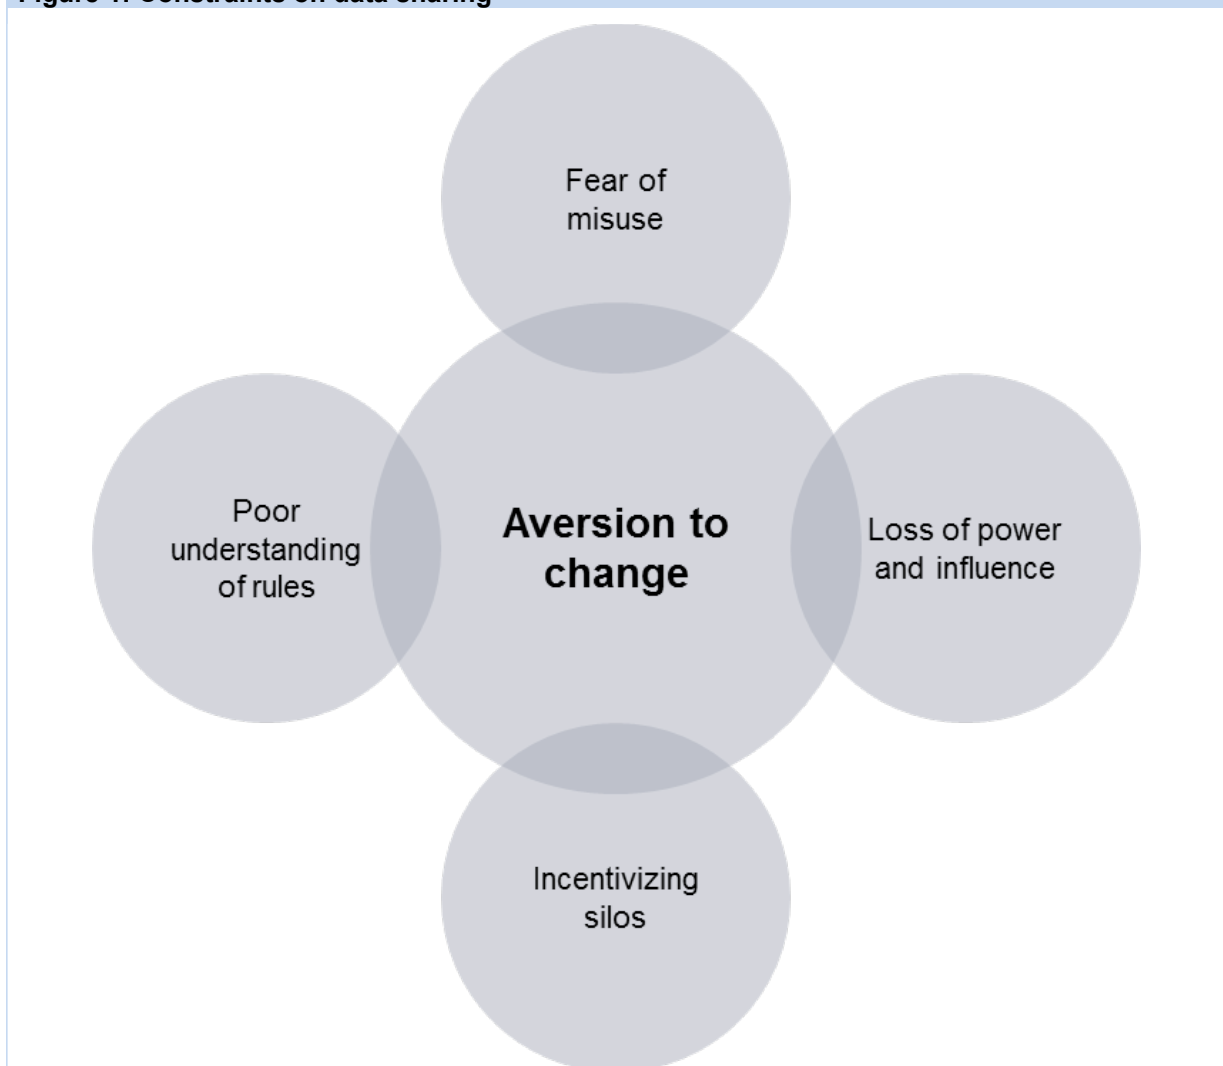 Figure 1. Constraints on data sharing
Fear of
misuse
Poor
understanding
of rules
Aversion to
change
Loss of power
and influence
Incentivizing
silos